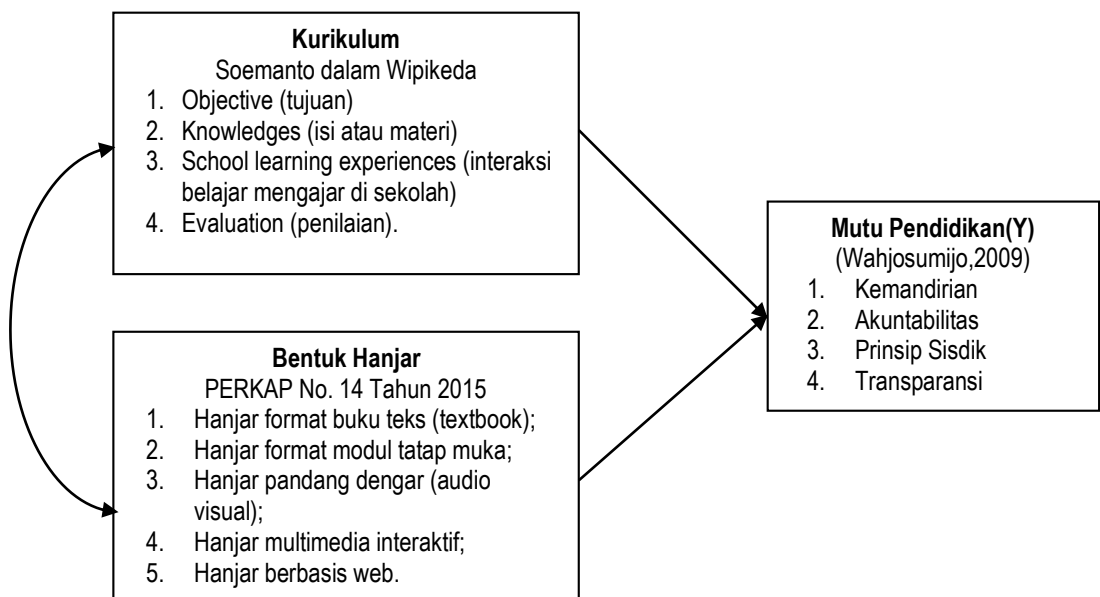 Kurikulum
Soemanto dalam Wipikeda
1. Objective (tujuan)
2. Knowledges (isi atau materi)
3. School learning experiences (interaksi
belajar mengajar di sekolah)
4. Evaluation (penilaian).
Mutu Pendidikan(Y)
(Wahjosumijo,2009)
1. Kemandirian
2. Akuntabilitas
3. Prinsip Sisdik
4. Transparansi
Bentuk Hanjar
PERKAP No. 14 Tahun 2015
1. Hanjar format buku teks (textbook);
2. Hanjar format modul tatap muka;
3. Hanjar pandang dengar (audio
visual);
4. Hanjar multimedia interaktif;
5. Hanjar berbasis web.